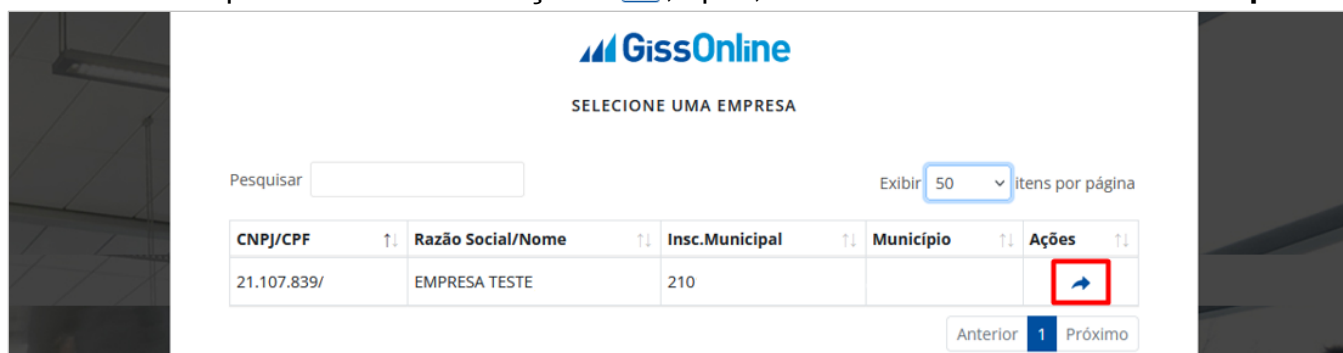 GissOnline
SELECIONE UMA EMPRESA
Pesquisar Exibir 50 itens por página
CNPJ/CPF Razão Social/Nome Insc.Municipal Município Ações
21.107.839/ EMPRESA TESTE 210
Anterior 1 Próximo